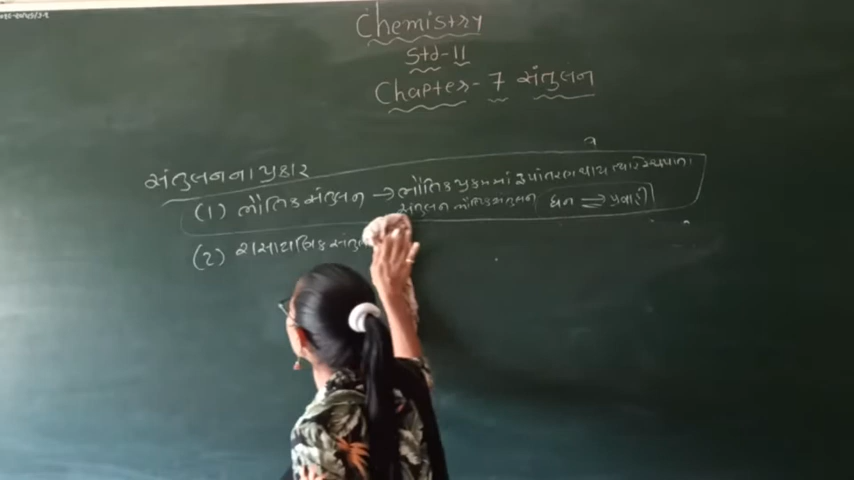 Chemistry
Std-11
Chapter- 7 સંતુલન
સંતુલનના પ્રકાર
(1) ભૌતિક સંતુલન → ભૌતિક પ્રક્રમમાં રૂપાંતરણ થાય ત્યારે સ્થપાતા
સંતુલન ભૌતિક સંતુલન ઘન ⇌ પ્રવાહી
(2) રાસાયણિક